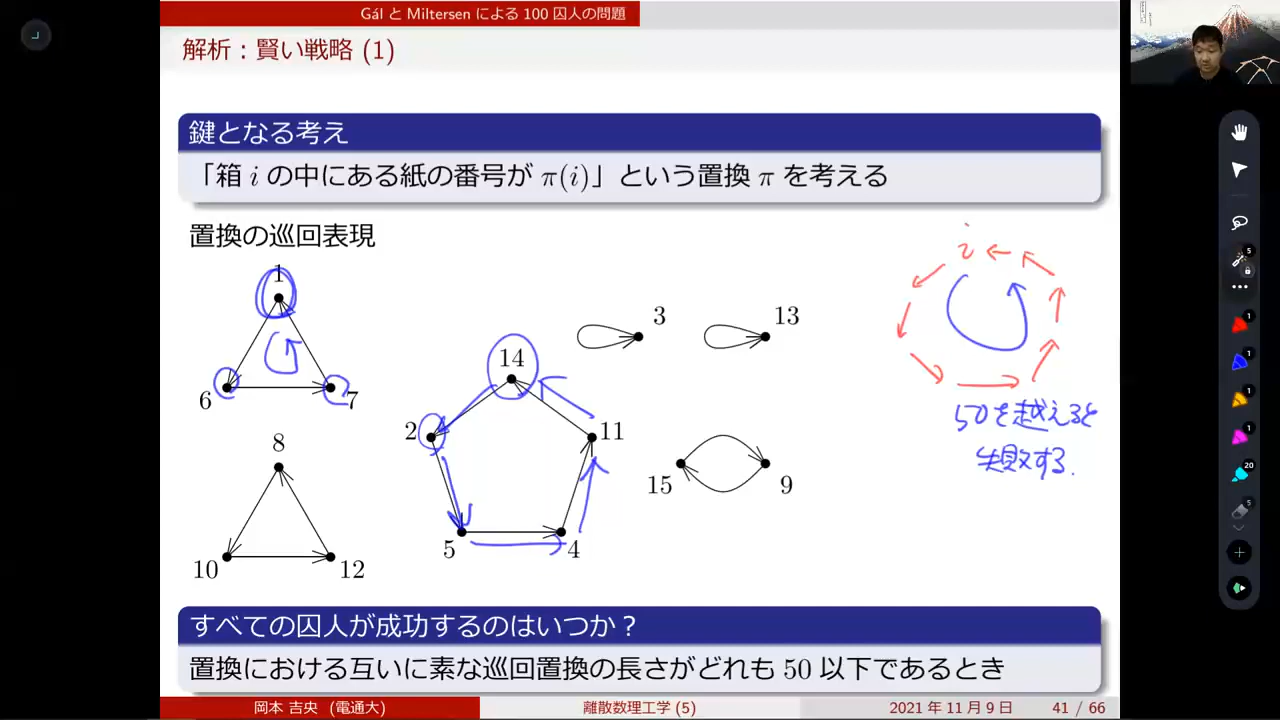 Gál と Miltersen による 100 囚人の問題
解析：賢い戦略 (1)
鍵となる考え
「箱 i の中にある紙の番号が π(i)」という置換 π を考える
置換の巡回表現
1
6
7
14
2
11
5
4
3
13
15
9
8
10
12
i
50を越えると
失敗する.
すべての囚人が成功するのはいつか？
置換における互いに素な巡回置換の長さがどれも 50 以下であるとき
岡本 吉央 (電通大)
離散数理工学 (5)
2021 年 11 月 9 日
41 / 66
5
1
1
1
1
20
5